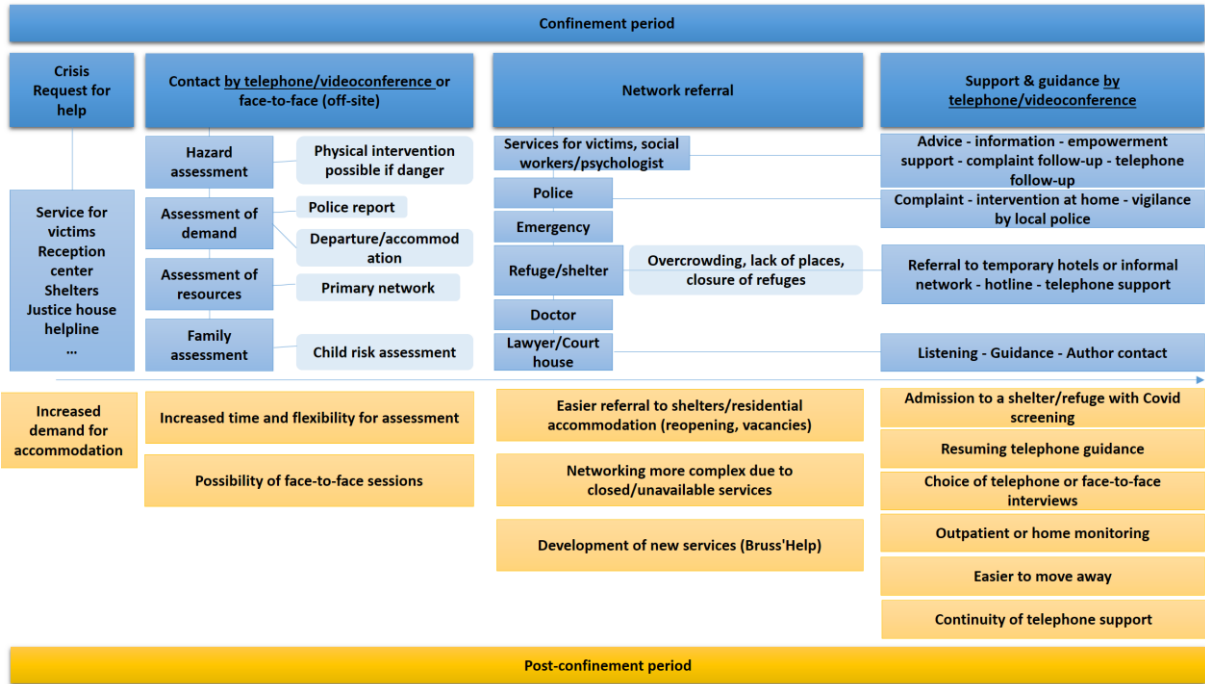 Confinement period
Crisis
Request for
help
Contact by telephone/videoconference or
face-to-face (off-site)
Network referral
Support & guidance by
telephone/videoconference
Service for
victims
Reception
center
Shelters
Justice house
helpline
...
Hazard
assessment
Physical intervention
possible if danger
Assessment of
demand
Police report
Departure/accommod
ation
Assessment of
resources
Primary network
Family
assessment
Child risk assessment
Services for victims, social
workers/psychologist
Police
Emergency
Refuge/shelter
Overcrowding, lack of places,
closure of refuges
Doctor
Lawyer/Court
house
Advice - information - empowerment
support - complaint follow-up - telephone
follow-up
Complaint - intervention at home - vigilance
by local police
Referral to temporary hotels or informal
network - hotline - telephone support
Listening - Guidance - Author contact
Increased
demand for
accommodation
Increased time and flexibility for assessment
Possibility of face-to-face sessions
Easier referral to shelters/residential
accommodation (reopening, vacancies)
Networking more complex due to
closed/unavailable services
Development of new services (Bruss'Help)
Admission to a shelter/refuge with Covid
screening
Resuming telephone guidance
Choice of telephone or face-to-face
interviews
Outpatient or home monitoring
Easier to move away
Continuity of telephone support
Post-confinement period